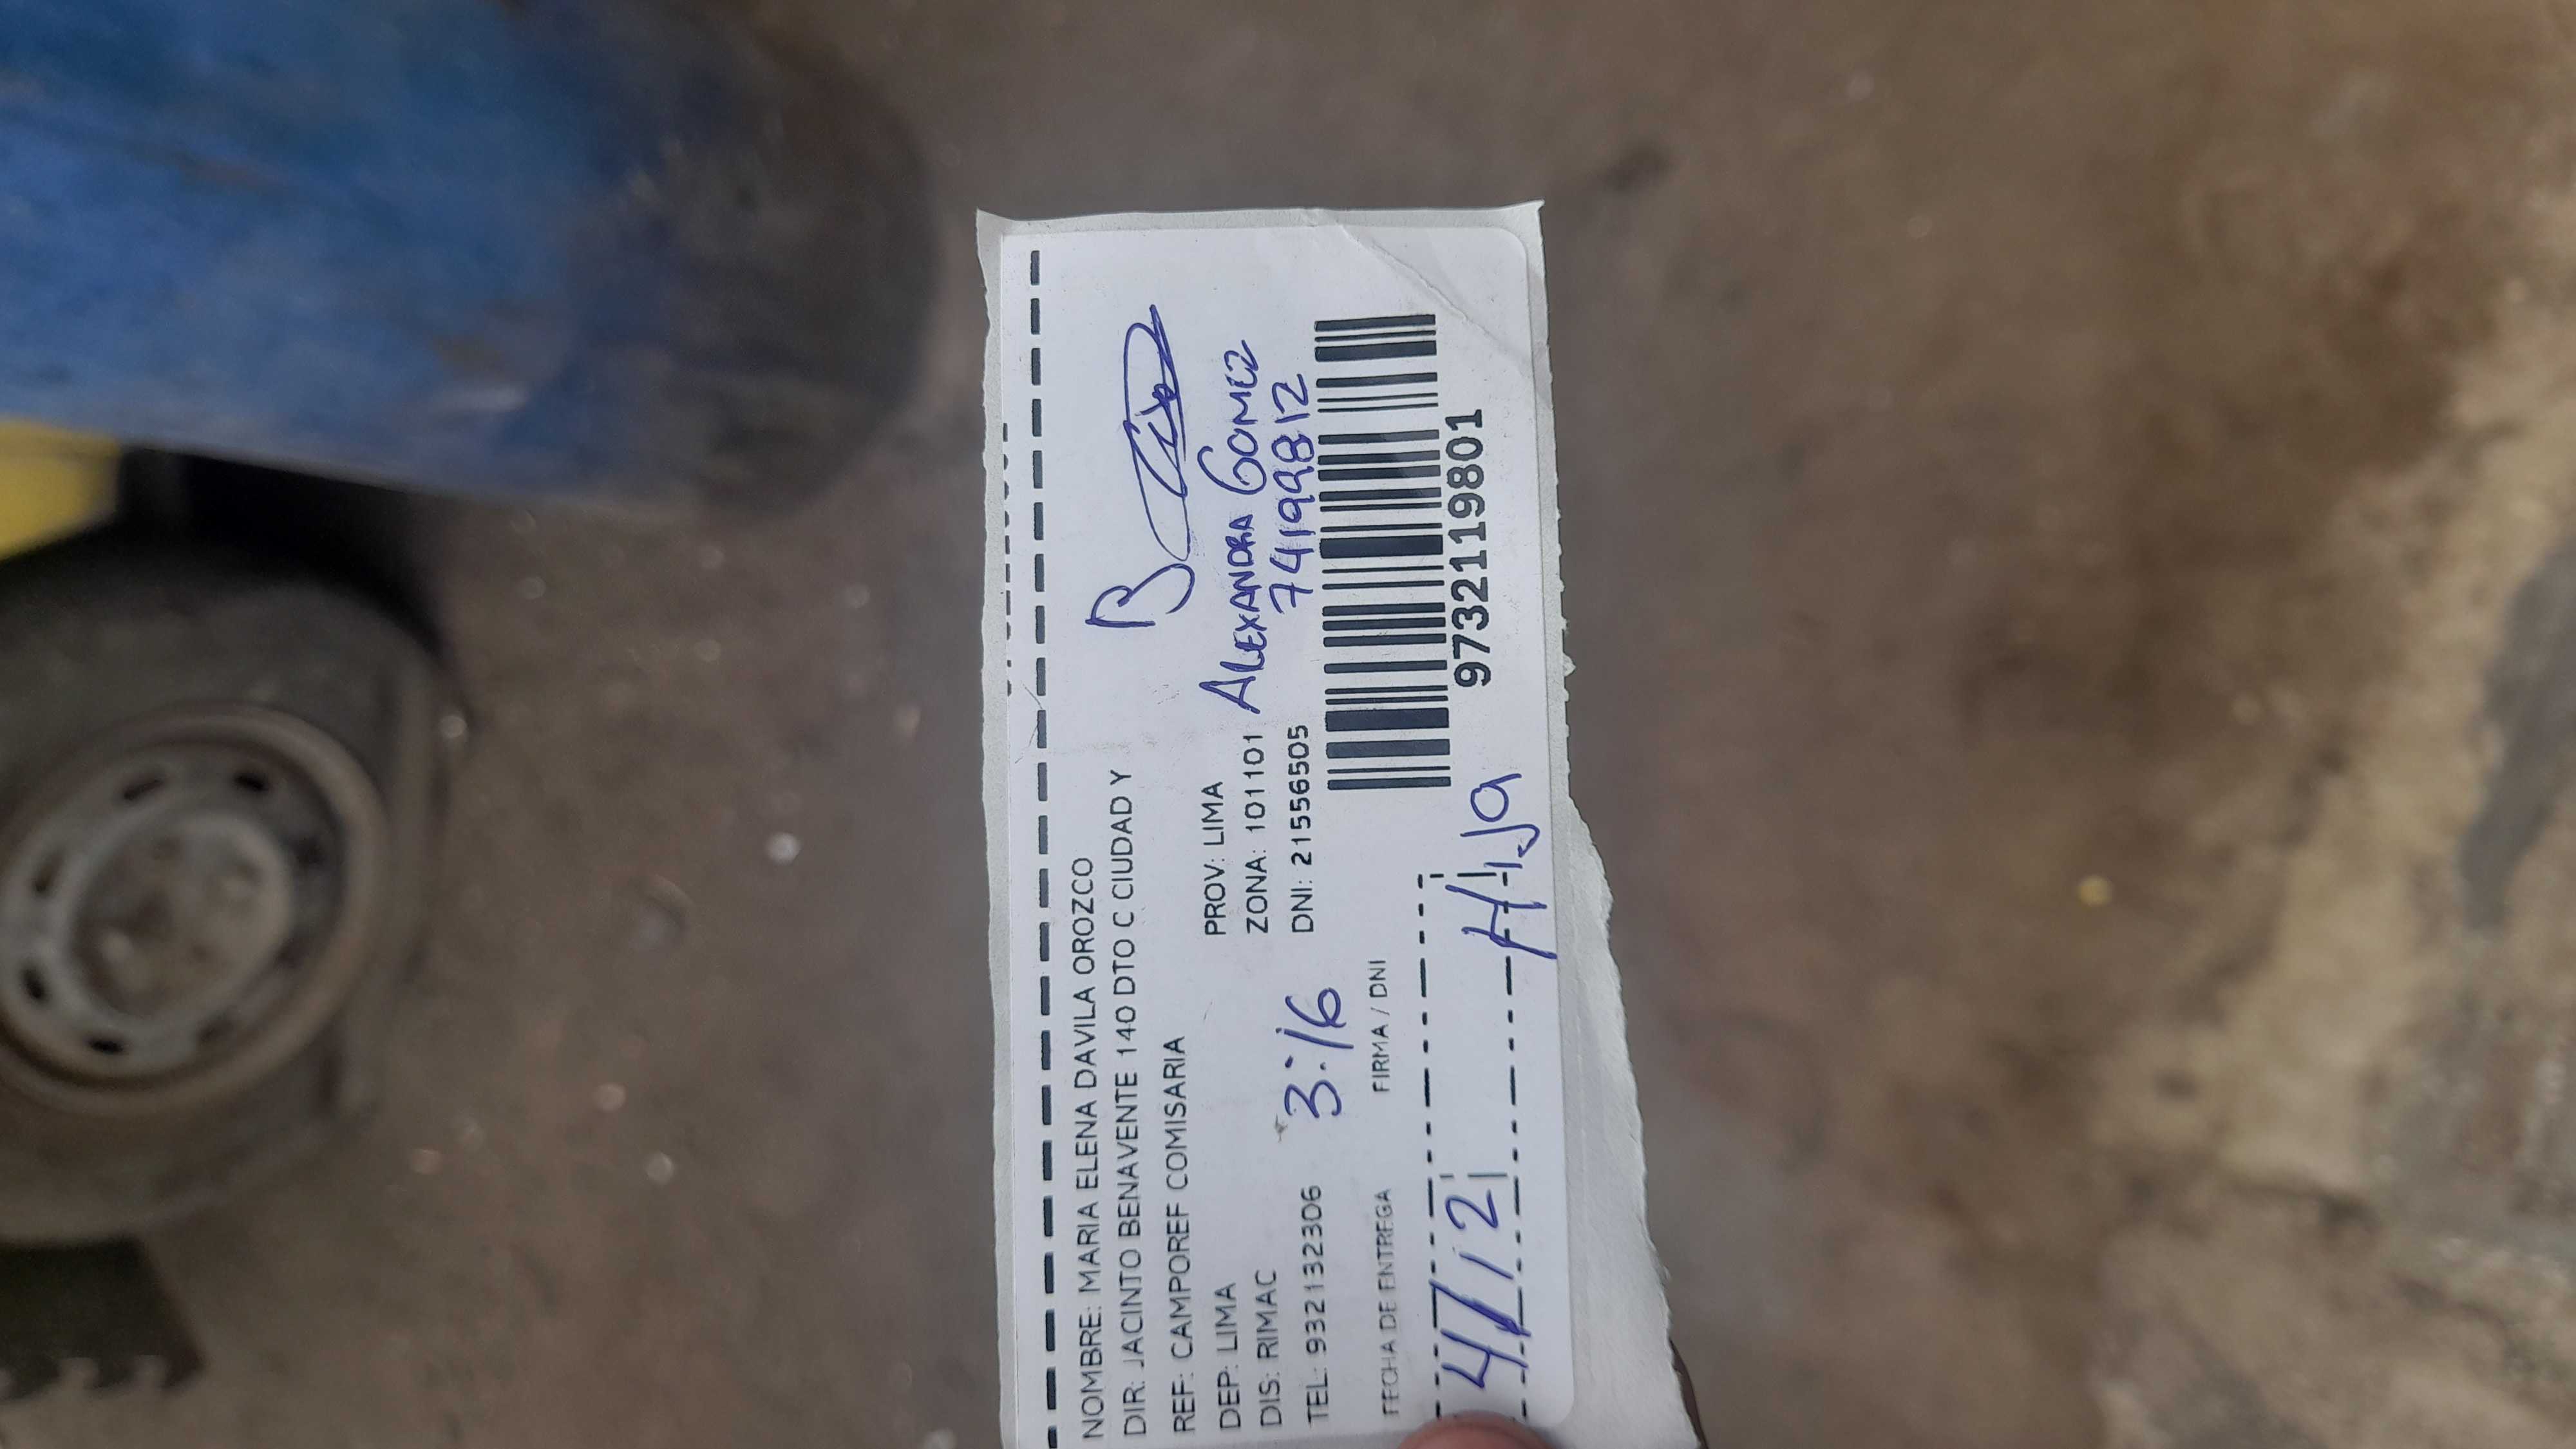 NOMBRE: MARIA ELENA DAVILA OROZCO
DIR: JACINTO BENAVENTE 140 DTO C CIUDAD Y
REF: CAMPOREF COMISARIA
DEP: LIMA PROV: LIMA
DIS: RIMAC ZONA: 101101
TEL: 932132306 DNI: 21556505
ALEXANDRA GOMEZ
74199812
3:16
FECHA DE ENTREGA FIRMA / DNI
97321119801
4/12
Hija